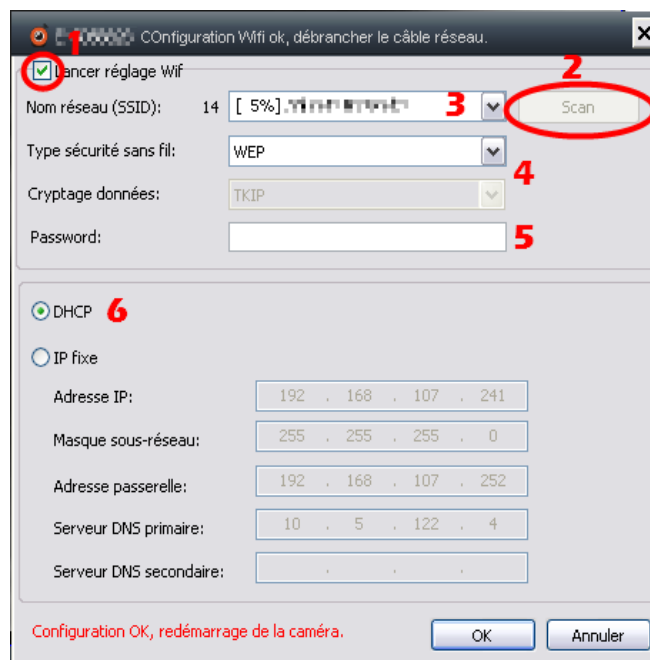 COnfiguration Wifi ok, débrancher le câble réseau.
1
Lancer réglage Wif
2
Nom réseau (SSID): 14 [ 5%] 3 Scan
Type sécurité sans fil: WEP
4
Cryptage données: TKIP
Password: 5
DHCP 6
IP fixe
Adresse IP: 192 . 168 . 107 . 241
Masque sous-réseau: 255 . 255 . 255 . 0
Adresse passerelle: 192 . 168 . 107 . 252
Serveur DNS primaire: 10 . 5 . 122 . 4
Serveur DNS secondaire: . . .
Configuration OK, redémarrage de la caméra. OK Annuler